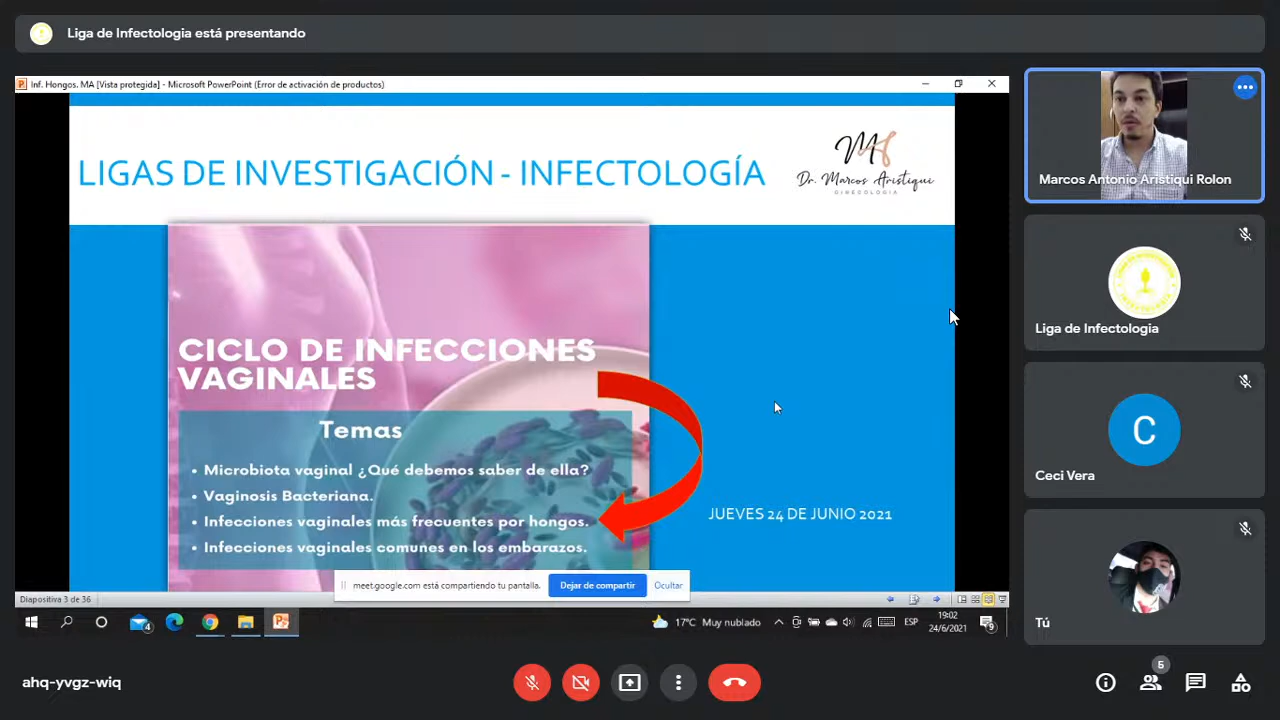 Liga de Infectologia está presentando
Inf. Hongos. MA [Vista protegida] - Microsoft PowerPoint (Error de activación de productos)
LIGAS DE INVESTIGACIÓN - INFECTOLOGÍA
Dr. Marcos Aristiqui
GINECOLOGIA
CICLO DE INFECCIONES
VAGINALES
Temas
• Microbiota vaginal ¿Qué debemos saber de ella?
• Vaginosis Bacteriana.
• Infecciones vaginales más frecuentes por hongos.
• Infecciones vaginales comunes en los embarazos.
JUEVES 24 DE JUNIO 2021
meet.google.com está compartiendo tu pantalla.
Dejar de compartir
Ocultar
Diapositiva 3 de 36
4
17°C Muy nublado
ESP
19:02
24/6/2021
9
Marcos Antonio Aristiqui Rolon
Liga de Infectologia
C
Ceci Vera
Tú
ahq-yvgz-wiq
5